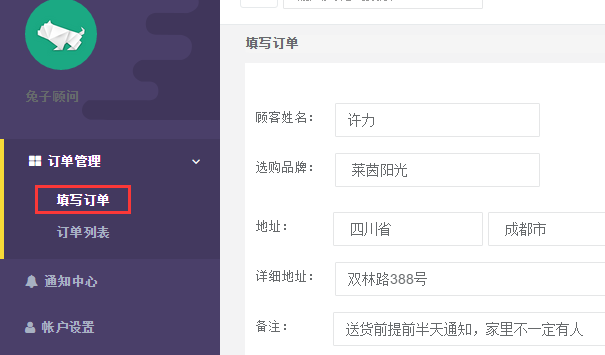 兔子顾问
订单管理
填写订单
订单列表
通知中心
帐户设置
填写订单
顾客姓名: 许力
选购品牌: 莱茵阳光
地址: 四川省 成都市
详细地址: 双林路388号
备注: 送货前提前半天通知，家里不一定有人